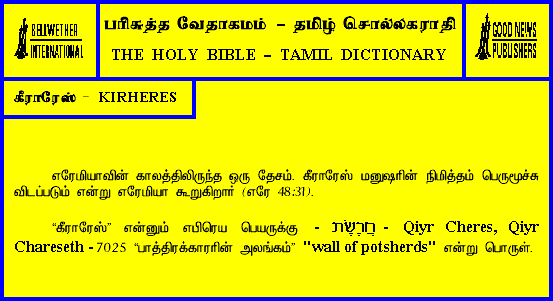 BELLWETHER
INTERNATIONAL
பரிசுத்த வேதாகமம் – தமிழ் சொல்லகராதி
THE HOLY BIBLE – TAMIL DICTIONARY
GOOD NEWS
PUBLISHERS
கீராரேஸ் - KIRHERES
எரேமியாவின் காலத்திலிருந்த ஒரு தேசம். கீராரேஸ் மனுஷரின் நிமித்தம் பெருமூச்சு
விடப்படும் என்று எரேமியா கூறுகிறார் (எரே 48:31).
“கீராரேஸ்” என்னும் எபிரெய பெயருக்கு - חֲרֶשֶׂת - Qiyr Cheres, Qiyr
Chareseth - 7025 “பாத்திரக்காரரின் அலங்கம்” "wall of potsherds" என்று பொருள்.